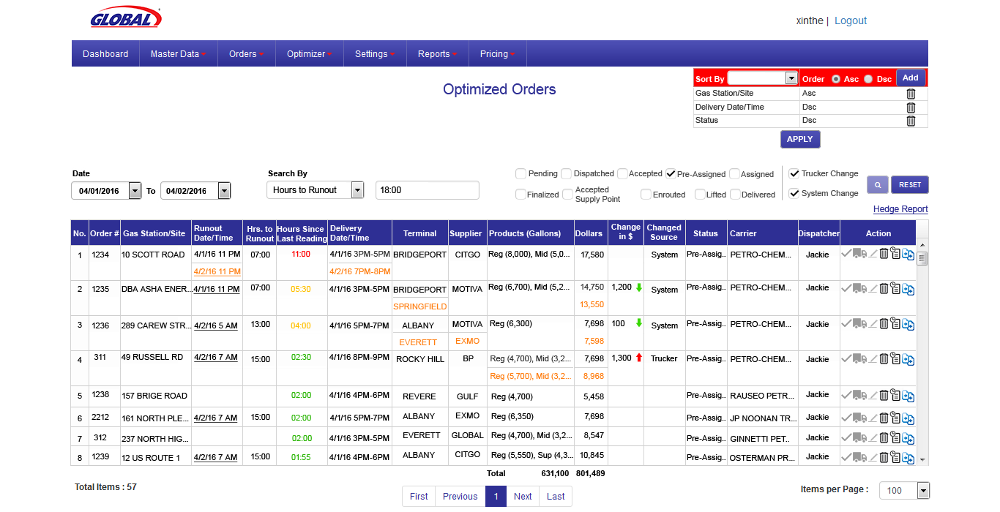 GLOBAL
xinthe | Logout
Dashboard Master Data Orders Optimizer Settings Reports Pricing
Optimized Orders
Sort By Order Asc Dsc Add
Gas Station/Site Asc
Delivery Date/Time Dsc
Status Dsc
APPLY
Date Search By
04/01/2016 To 04/02/2016 Hours to Runout 18:00
Pending Dispatched Accepted Pre-Assigned Assigned Trucker Change
Finalized Accepted Supply Point Enrouted Lifted Delivered System Change
RESET
Hedge Report
No. Order # Gas Station/Site Runout Date/Time Hrs. to Runout Hours Since Last Reading Delivery Date/Time Terminal Supplier Products (Gallons) Dollars Change in $ Changed Source Status Carrier Dispatcher Action
1 1234 10 SCOTT ROAD 4/1/16 11 PM 07:00 11:00 4/1/16 3PM-5PM BRIDGEPORT CITGO Reg (8,000), Mid (5,0... 17,580 System Pre-Assig.. PETRO-CHEM... Jackie
4/2/16 11 PM 4/2/16 7PM-8PM
2 1235 DBA ASHA ENER... 4/1/16 11 PM 07:00 05:30 4/1/16 3PM-5PM BRIDGEPORT MOTIVA Reg (6,700), Mid (5,2... 14,750 1,200 System Pre-Assig.. PETRO-CHEM... Jackie
SPRINGFIELD 13,550
3 1236 289 CAREW STR... 4/2/16 5 AM 13:00 04:00 4/1/16 5PM-7PM ALBANY MOTIVA Reg (6,300) 7,698 100 System Pre-Assig.. PETRO-CHEM... Jackie
EVERETT EXMO 7,598
4 311 49 RUSSELL RD 4/2/16 7 AM 15:00 02:30 4/1/16 8PM-9PM ROCKY HILL BP Reg (4,700), Mid (3,2... 7,698 1,300 Trucker Pre-Assig.. PETRO-CHEM... Jackie
Reg (5,700), Mid (3,2... 8,968
5 1238 157 BRIGE ROAD 02:00 4/1/16 4PM-6PM REVERE GULF Reg (4,700) 5,458 Pre-Assig.. RAUSEO PETR... Jackie
6 2212 161 NORTH PLE... 4/2/16 7 AM 15:00 02:00 4/1/16 5PM-7PM ALBANY EXMO Reg (6,350) 7,698 Pre-Assig.. JP NOONAN TR... Jackie
7 312 237 NORTH HIG... 02:00 4/1/16 3PM-5PM EVERETT GLOBAL Reg (4,700), Mid (3,2... 8,547 Pre-Assig.. GINNETTI PET.. Jackie
8 1239 12 US ROUTE 1 4/2/16 7 AM 15:00 01:55 4/1/16 4PM-6PM ALBANY CITGO Reg (5,550), Sup (4,3... 10,845 Pre-Assig.. OSTERMAN PR... Jackie
Total 631,100 801,489
Total Items : 57 First Previous 1 Next Last Items per Page : 100